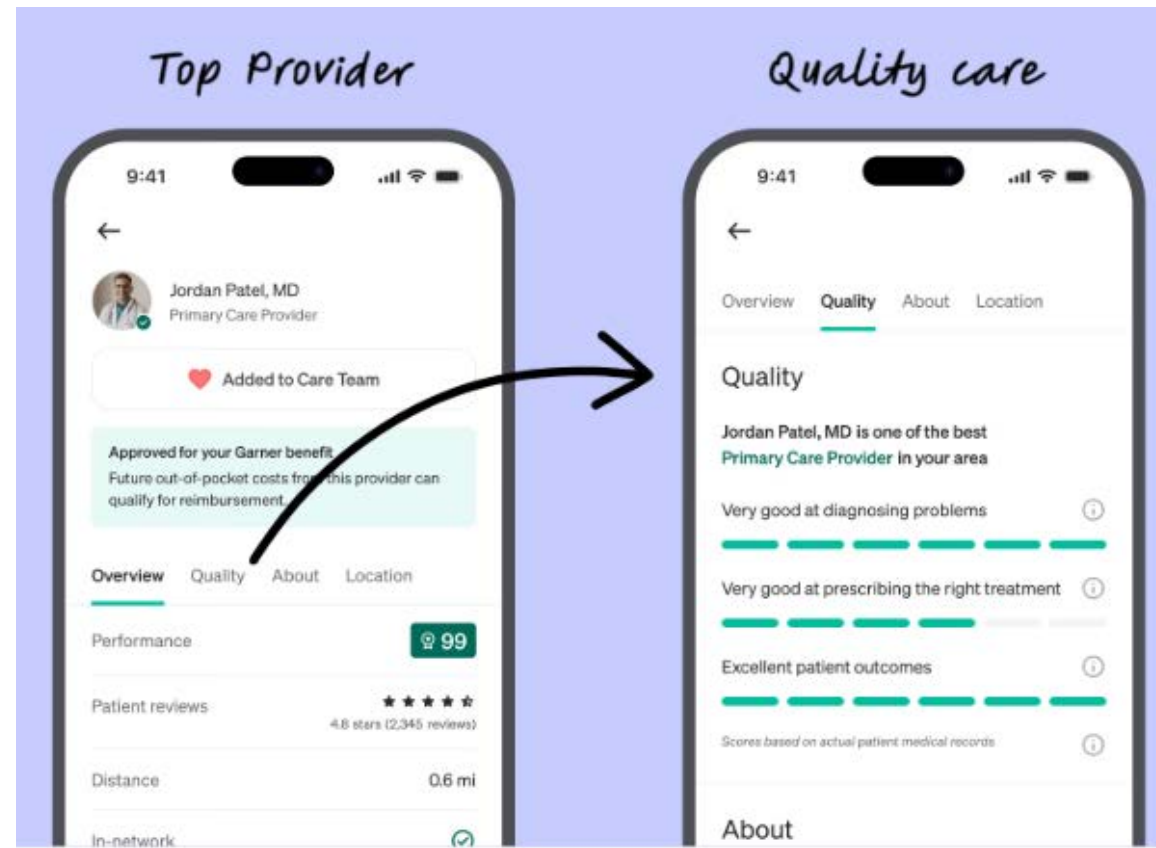 Top Provider
9:41
Jordan Patel, MD
Primary Care Provider
Added to Care Team
Approved for your Garner benefit
Future out-of-pocket costs from this provider can
qualify for reimbursement.
Overview Quality About Location
Performance 99
Patient reviews
4.8 stars (2,345 reviews)
Distance 0.6 mi
In-network
Quality care
9:41
Overview Quality About Location
Quality
Jordan Patel, MD is one of the best
Primary Care Provider in your area
Very good at diagnosing problems
Very good at prescribing the right treatment
Excellent patient outcomes
Scores based on actual patient medical records
About